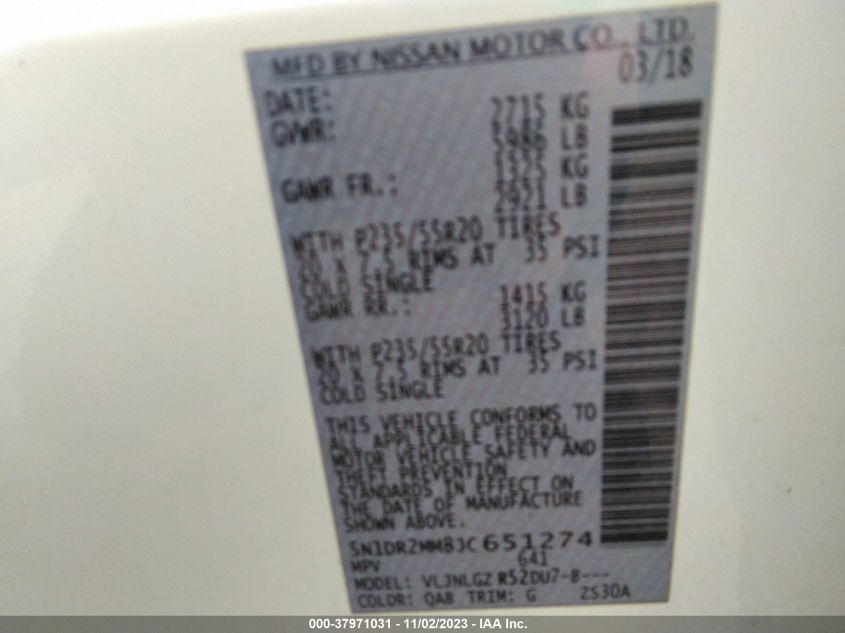 MFD BY NISSAN MOTOR CO., LTD.
DATE: 03/18
GVWR: 2715 KG
5986 LB
GAWR FR.: 1325 KG
2921 LB
WITH P235/55R20 TIRES
20 X 7.5 RIMS AT 35 PSI
COLD SINGLE
GAWR RR.: 1415 KG
3120 LB
WITH P235/55R20 TIRES
20 X 7.5 RIMS AT 35 PSI
COLD SINGLE
THIS VEHICLE CONFORMS TO
ALL APPLICABLE FEDERAL
MOTOR VEHICLE SAFETY AND
THEFT PREVENTION
STANDARDS IN EFFECT ON
THE DATE OF MANUFACTURE
SHOWN ABOVE.
5N1DR2MM8JC651274
MPV 641
MODEL: VLJNLGZ R52DU7-B---
COLOR: QAB TRIM: G ZS30A
000-37971031 - 11/02/2023 - IAA Inc.